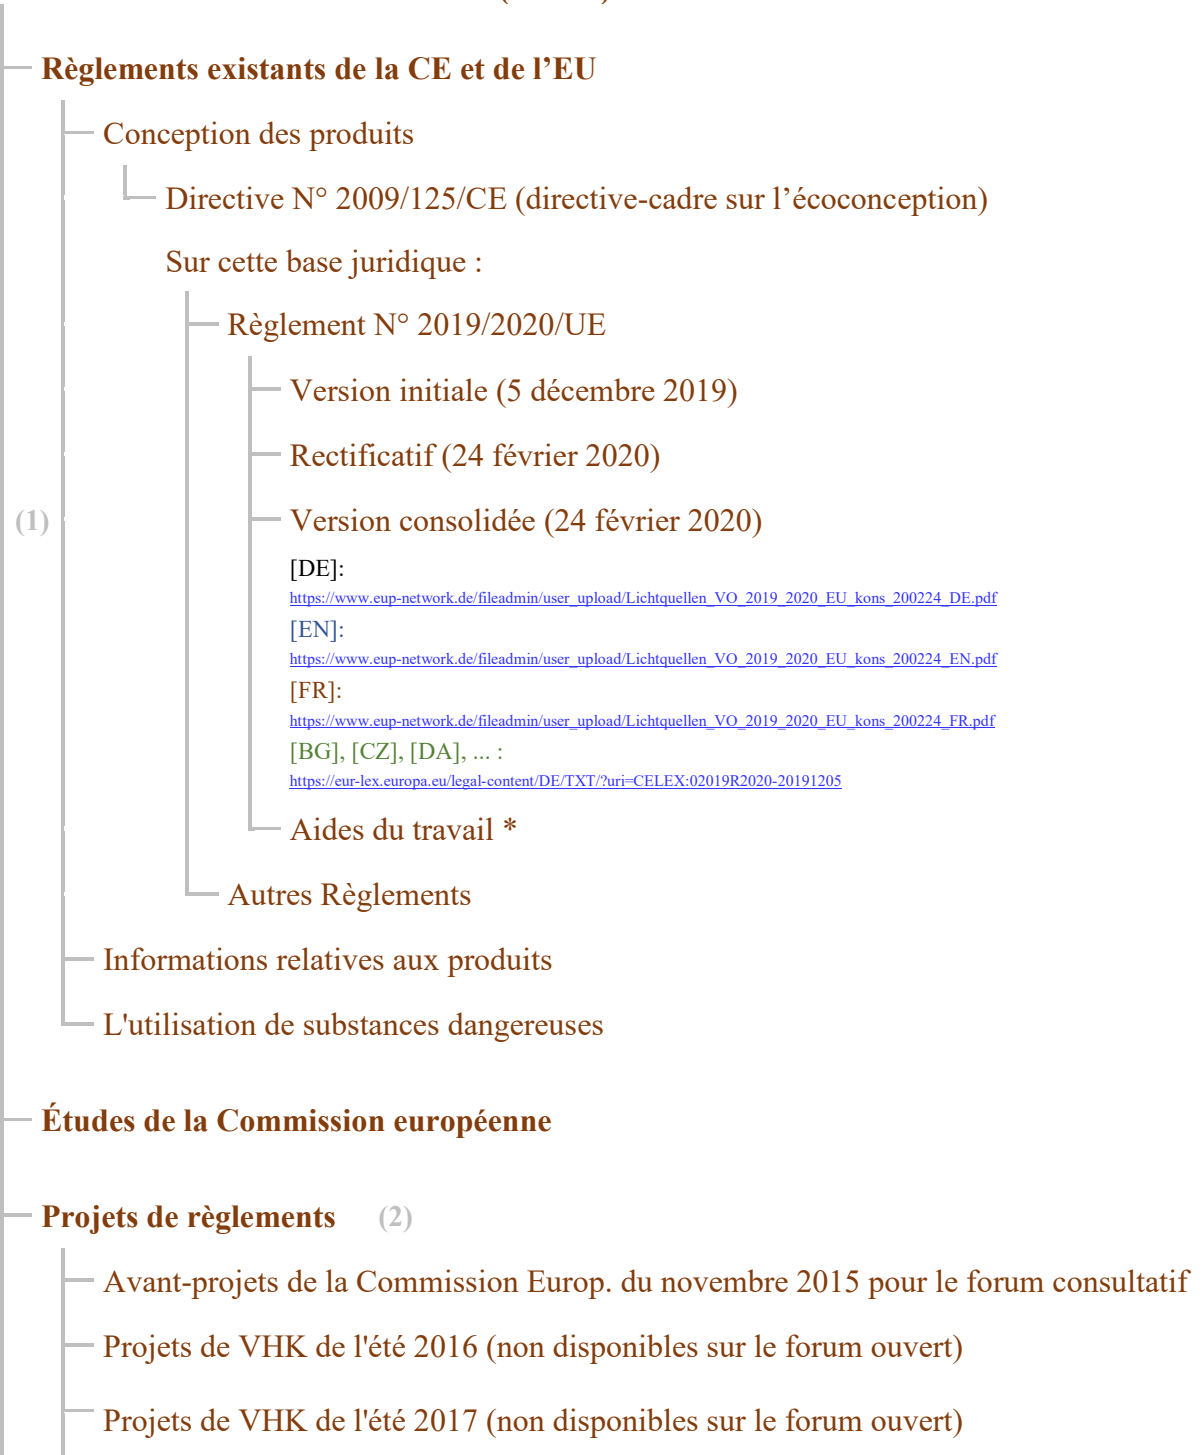 Règlements existants de la CE et de l’EU
Conception des produits
Directive N° 2009/125/CE (directive-cadre sur l’écoconception)
Sur cette base juridique :
Règlement N° 2019/2020/UE
Version initiale (5 décembre 2019)
Rectificatif (24 février 2020)
(1)
Version consolidée (24 février 2020)
[DE]:
https://www.eup-network.de/fileadmin/user_upload/Lichtquellen_VO_2019_2020_EU_kons_200224_DE.pdf
[EN]:
https://www.eup-network.de/fileadmin/user_upload/Lichtquellen_VO_2019_2020_EU_kons_200224_EN.pdf
[FR]:
https://www.eup-network.de/fileadmin/user_upload/Lichtquellen_VO_2019_2020_EU_kons_200224_FR.pdf
[BG], [CZ], [DA], ... :
https://eur-lex.europa.eu/legal-content/DE/TXT/?uri=CELEX:02019R2020-20191205
Aides du travail *
Autres Règlements
Informations relatives aux produits
L'utilisation de substances dangereuses
Études de la Commission européenne
Projets de règlements (2)
Avant-projets de la Commission Europ. du novembre 2015 pour le forum consultatif
Projets de VHK de l'été 2016 (non disponibles sur le forum ouvert)
Projets de VHK de l'été 2017 (non disponibles sur le forum ouvert)